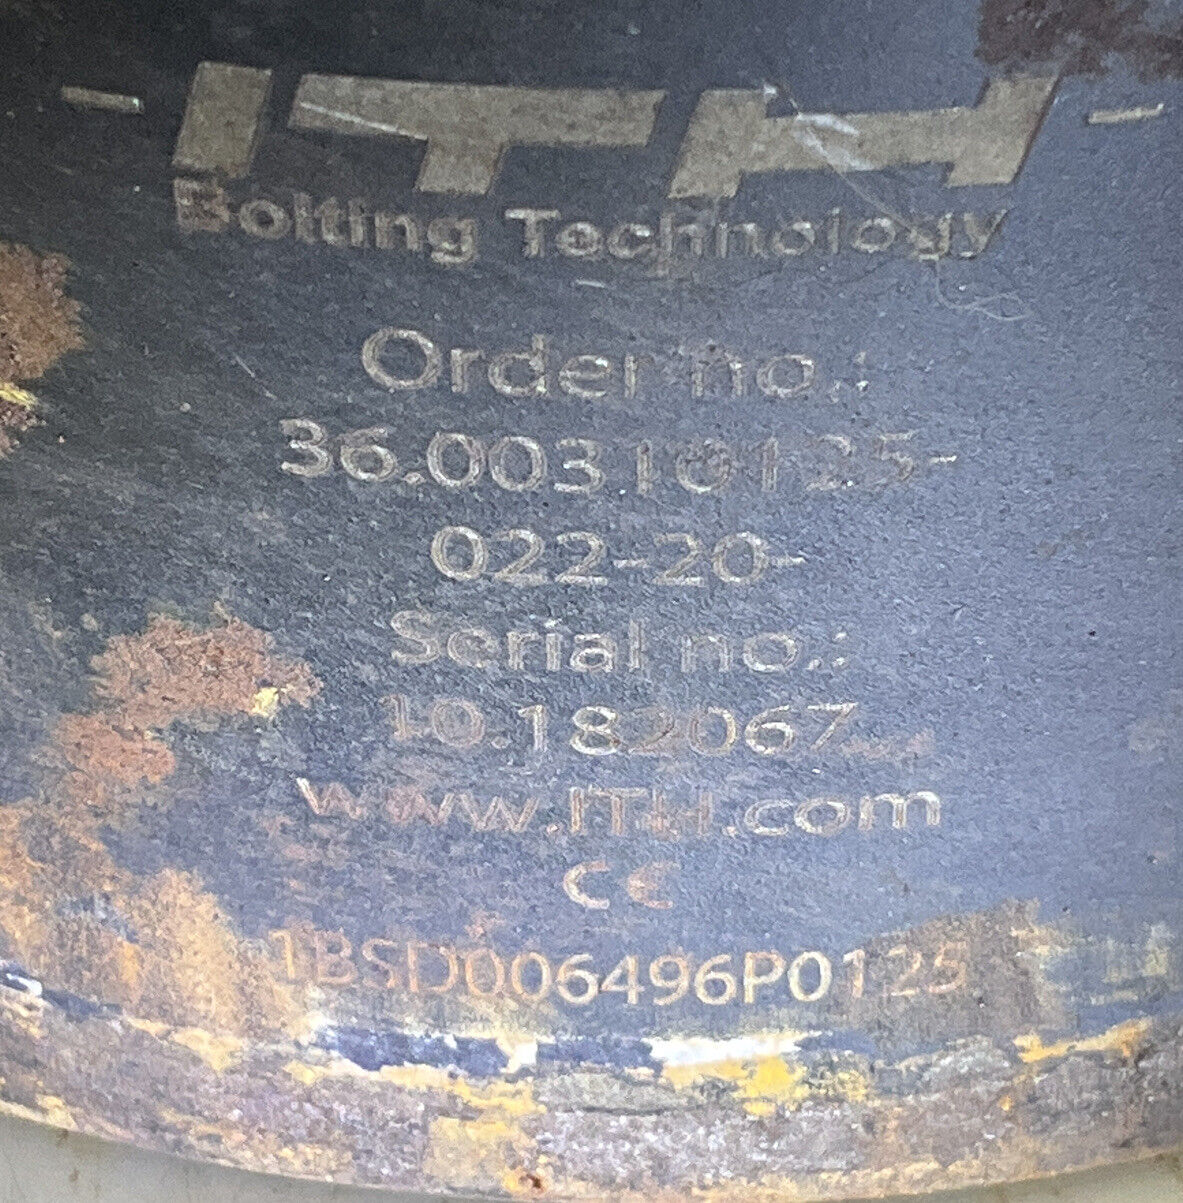 - ITH -
Bolting Technology
Order no.:
36.00310125-
022-20-
Serial no.:
10.182067
www.ITH.com
CE
1BSD006496P0125